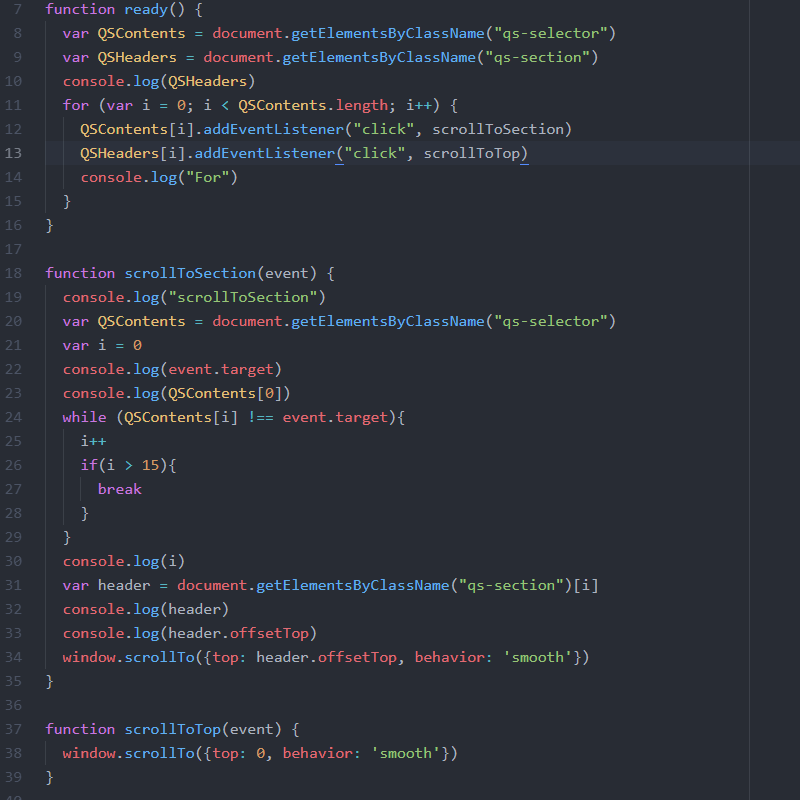 7 function ready() {
8 var QSContents = document.getElementsByClassName("qs-selector")
9 var QSHeaders = document.getElementsByClassName("qs-section")
10 console.log(QSHeaders)
11 for (var i = 0; i < QSContents.length; i++) {
12 QSContents[i].addEventListener("click", scrollToSection)
13 QSHeaders[i].addEventListener("click", scrollToTop)
14 console.log("For")
15 }
16 }
17
18 function scrollToSection(event) {
19 console.log("scrollToSection")
20 var QSContents = document.getElementsByClassName("qs-selector")
21 var i = 0
22 console.log(event.target)
23 console.log(QSContents[0])
24 while (QSContents[i] !== event.target){
25 i++
26 if(i > 15){
27 break
28 }
29 }
30 console.log(i)
31 var header = document.getElementsByClassName("qs-section")[i]
32 console.log(header)
33 console.log(header.offsetTop)
34 window.scrollTo({top: header.offsetTop, behavior: 'smooth'})
35 }
36
37 function scrollToTop(event) {
38 window.scrollTo({top: 0, behavior: 'smooth'})
39 }